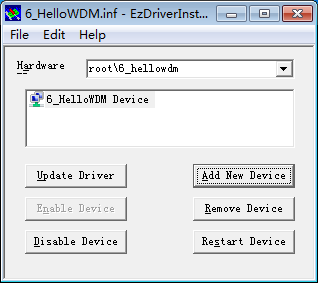 6_HelloWDM.inf - EzDriverInst...
File Edit Help
Hardware root\6_hellowdm
6_HelloWDM Device
Update Driver Add New Device
Enable Device Remove Device
Disable Device Restart Device